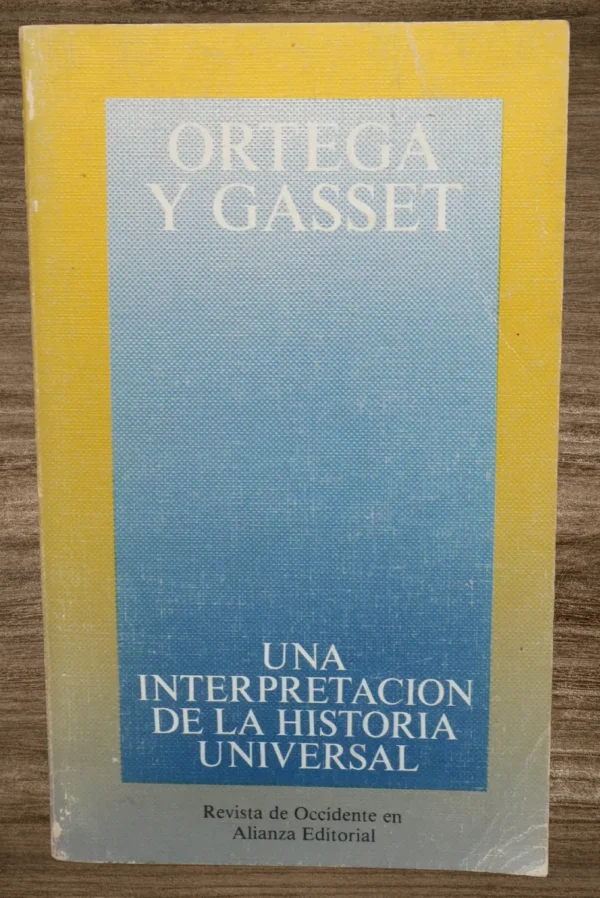 ORTEGA
Y GASSET
UNA
INTERPRETACION
DE LA HISTORIA
UNIVERSAL
Revista de Occidente en
Alianza Editorial